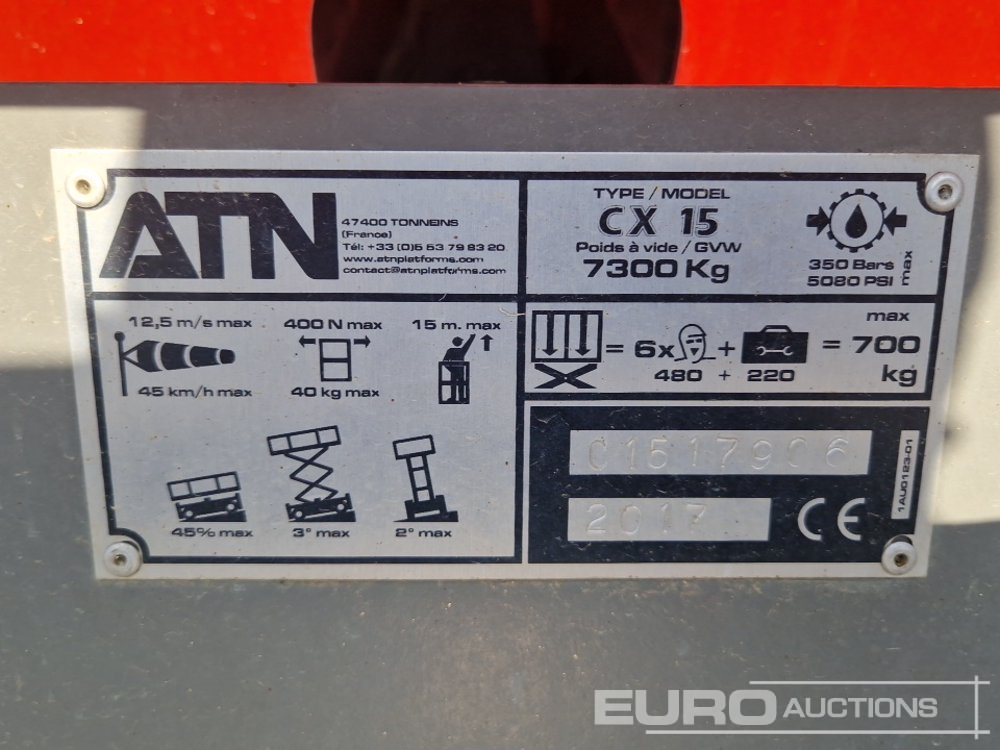 ATN
47400 TONNEINS
(France)
Tél: +33 (0)5 53 79 83 20
www.atnplatforms.com
contact@atnplatforms.com
TYPE / MODEL
CX 15
Poids à vide / GVW
7300 Kg
350 Bars
5080 PSI
max
12,5 m/s max
45 km/h max
400 N max
40 kg max
15 m. max
= 6x + = 700
max
480 + 220
kg
45% max
3° max
2° max
C1517906
2017
CE
1AU0123-01
EURO AUCTIONS